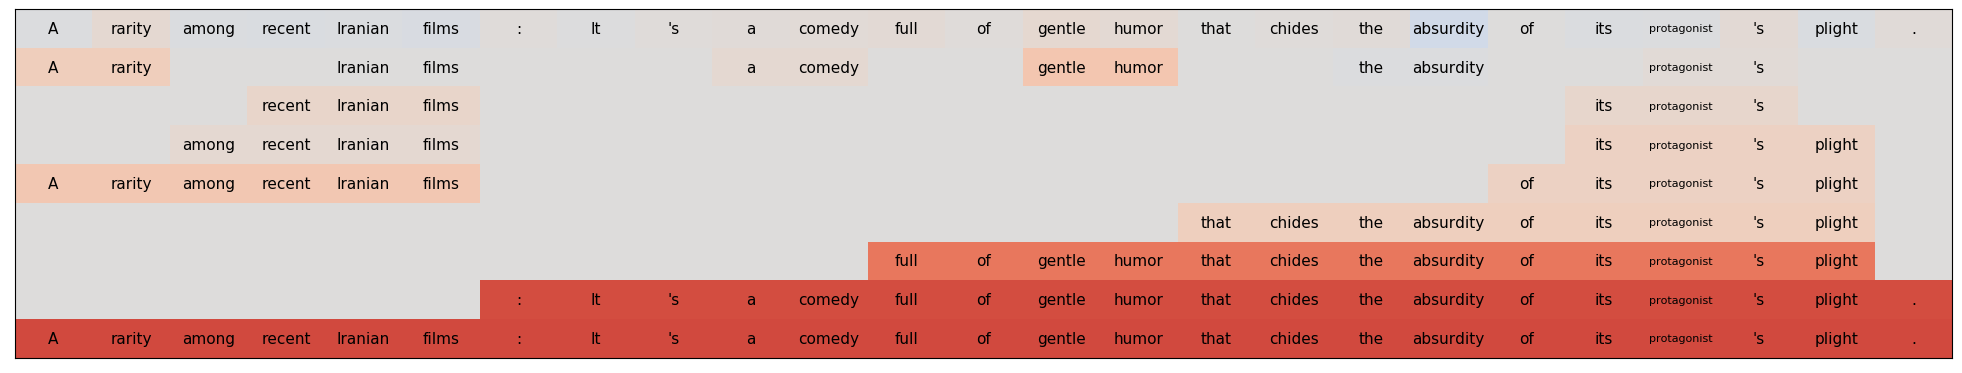 A rarity among recent Iranian films : It 's a comedy full of gentle humor that chides the absurdity of its protagonist 's plight .
A rarity Iranian films a comedy gentle humor the absurdity protagonist 's
recent Iranian films its protagonist 's
among recent Iranian films its protagonist 's plight
A rarity among recent Iranian films of its protagonist 's plight
that chides the absurdity of its protagonist 's plight
full of gentle humor that chides the absurdity of its protagonist 's plight
: It 's a comedy full of gentle humor that chides the absurdity of its protagonist 's plight .
A rarity among recent Iranian films : It 's a comedy full of gentle humor that chides the absurdity of its protagonist 's plight .